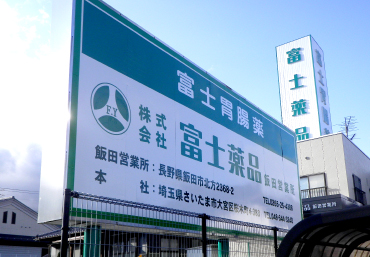 富士胃腸薬
FY
株式
会社
富士薬品
飯田営業所
飯田営業所：長野県飯田市北方2368-2
本　　社：埼玉県さいたま市大宮区
富士薬品